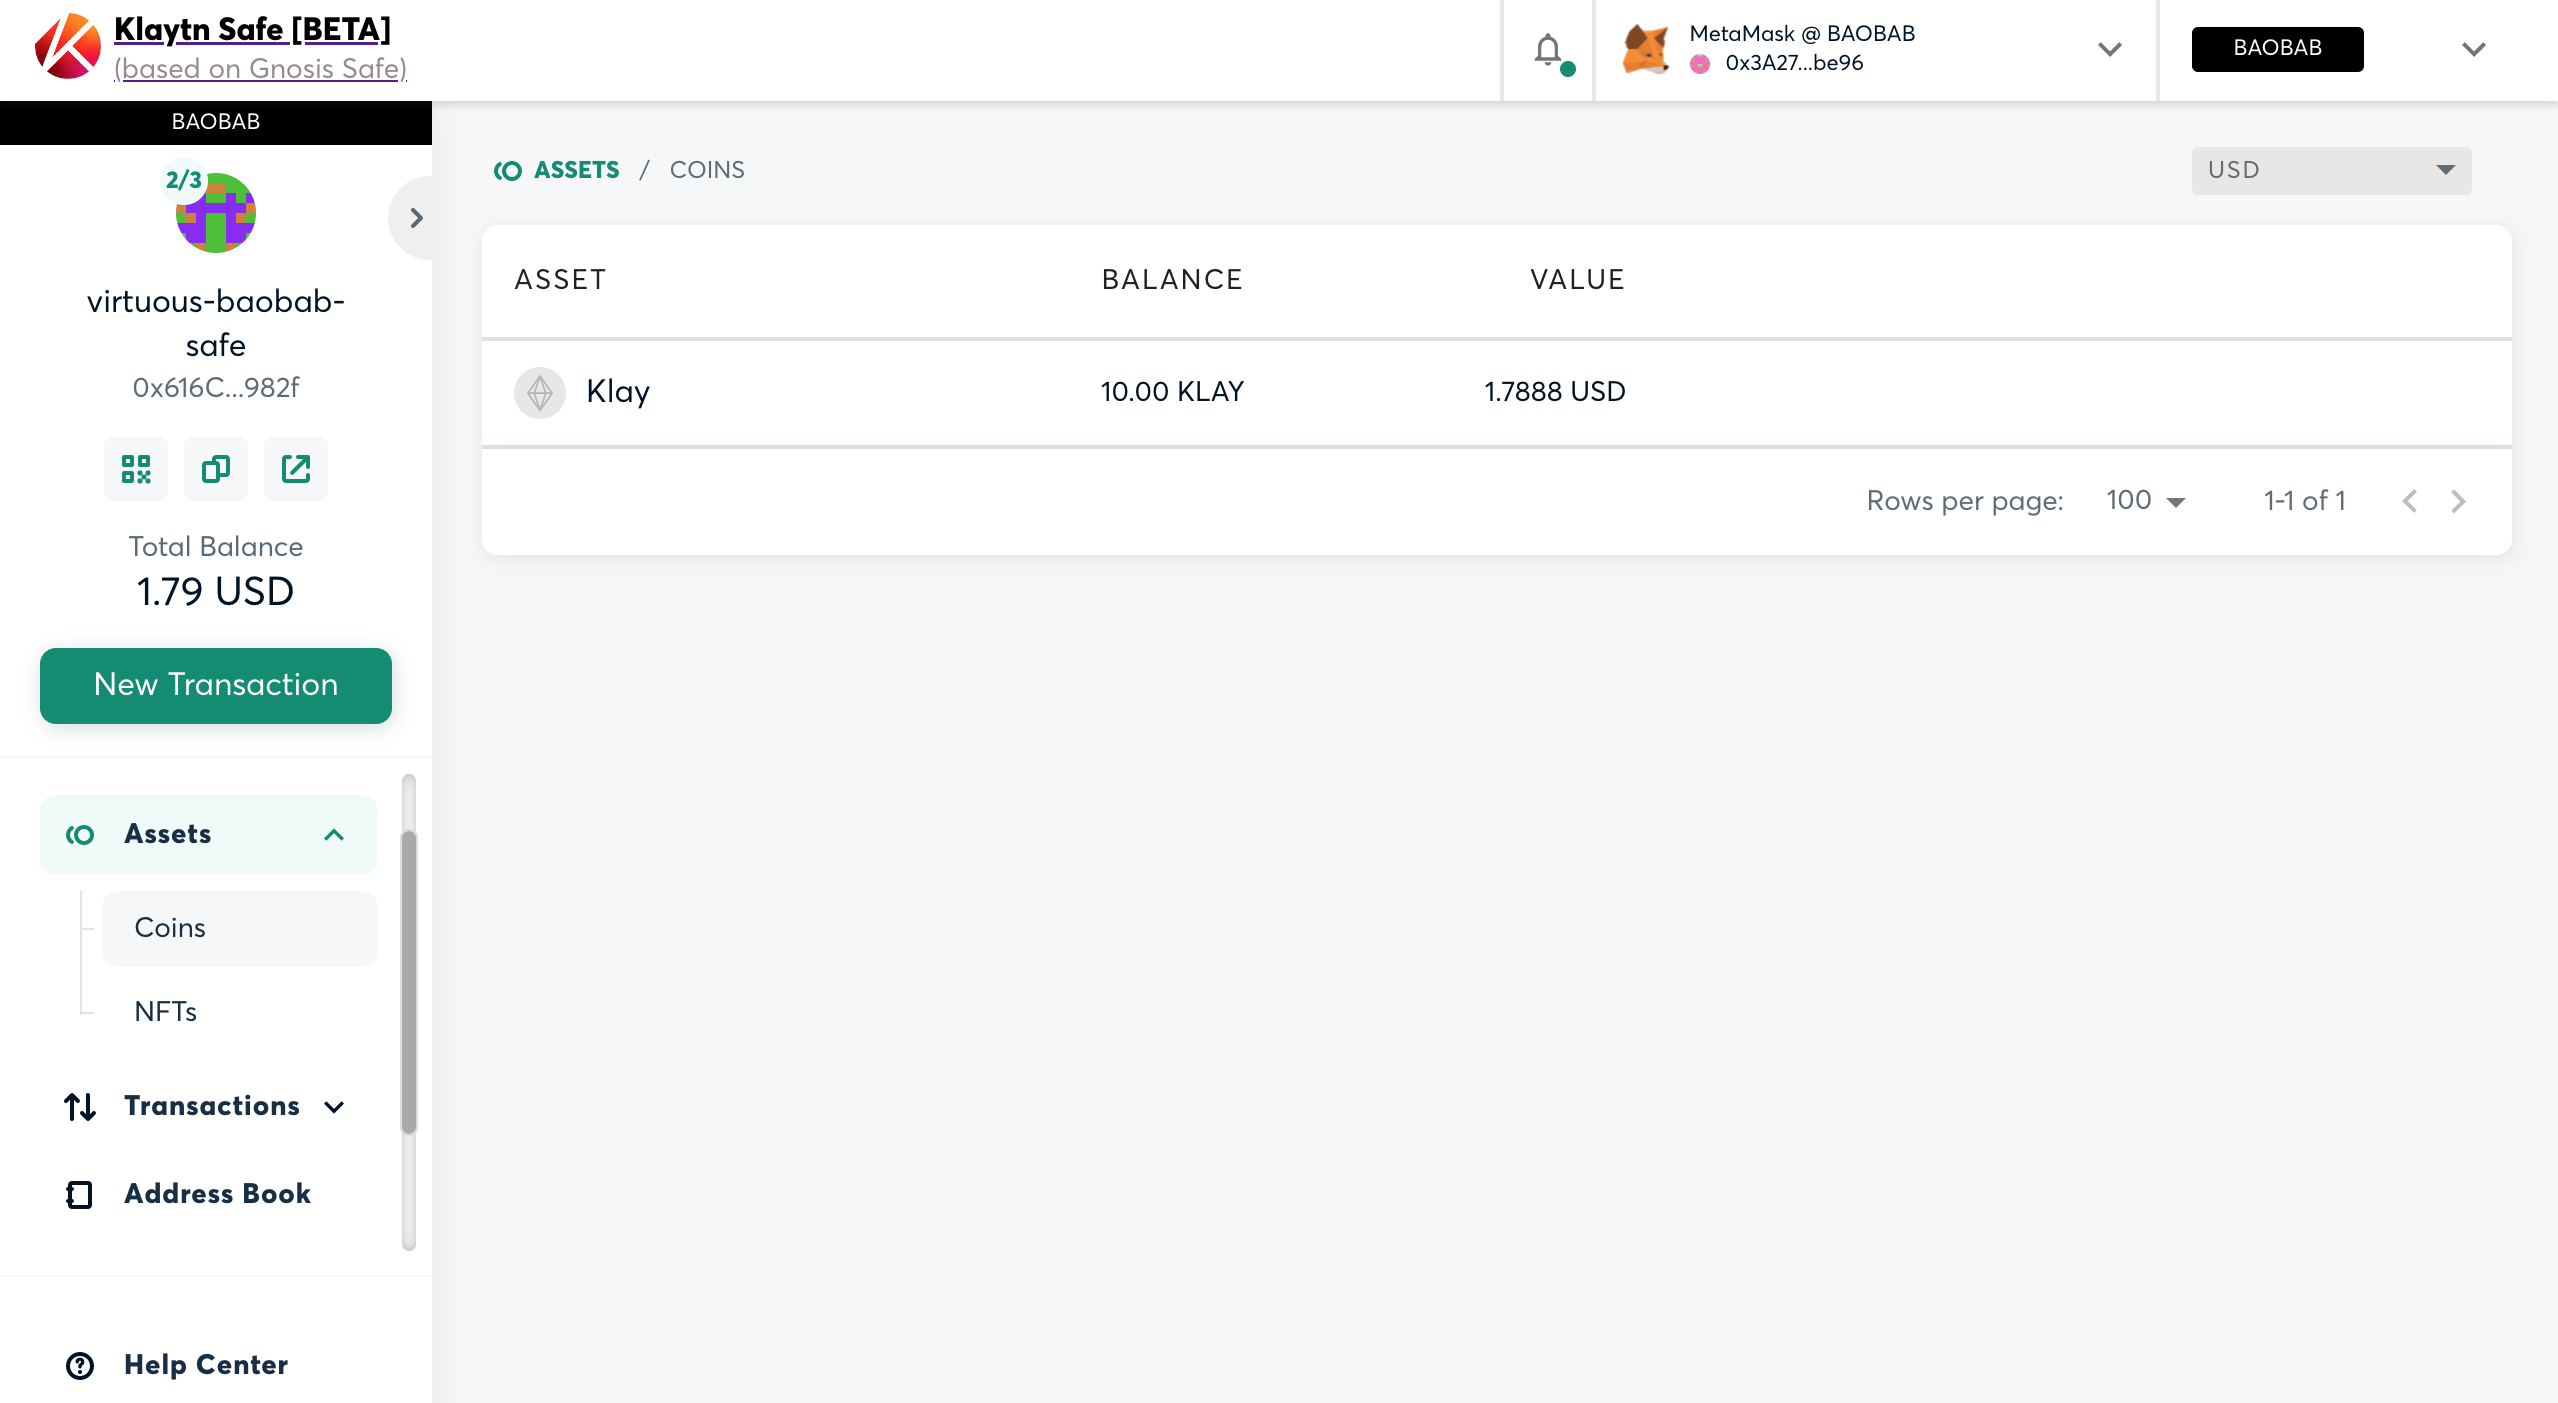 Klaytn Safe [BETA]
(based on Gnosis Safe)
MetaMask @ BAOBAB
0x3A27...be96
BAOBAB
BAOBAB
2/3
virtuous-baobab-
safe
0x616C...982f
Total Balance
1.79 USD
New Transaction
Assets
Coins
NFTs
Transactions
Address Book
Help Center
ASSETS / COINS
USD
ASSET BALANCE VALUE
Klay 10.00 KLAY 1.7888 USD
Rows per page: 100 1-1 of 1